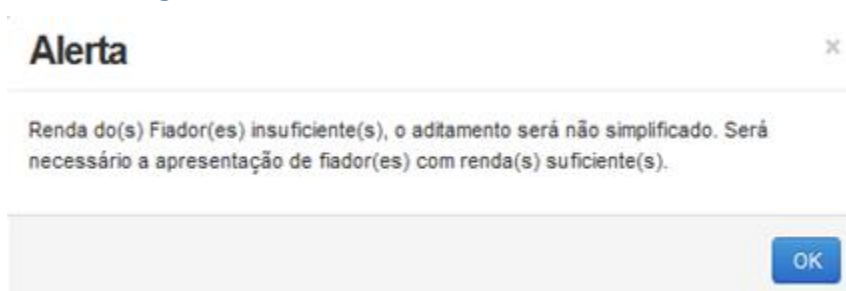 Alerta
×
Renda do(s) Fiador(es) insuficiente(s), o aditamento será não simplificado. Será
necessário a apresentação de fiador(es) com renda(s) suficiente(s).
OK